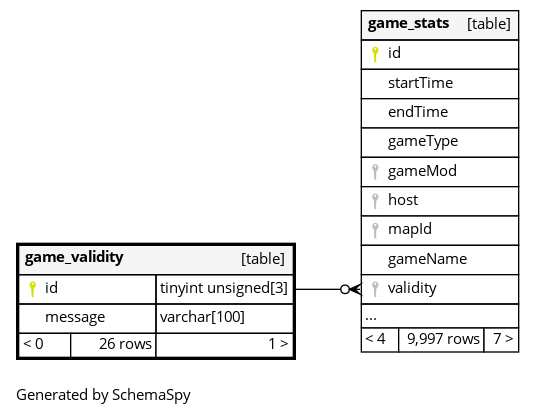 game_stats [table]
id
startTime
endTime
gameType
gameMod
host
mapId
gameName
validity
...
< 4 9,997 rows 7 >
game_validity [table]
id tinyint unsigned[3]
message varchar[100]
< 0 26 rows 1 >
Generated by SchemaSpy